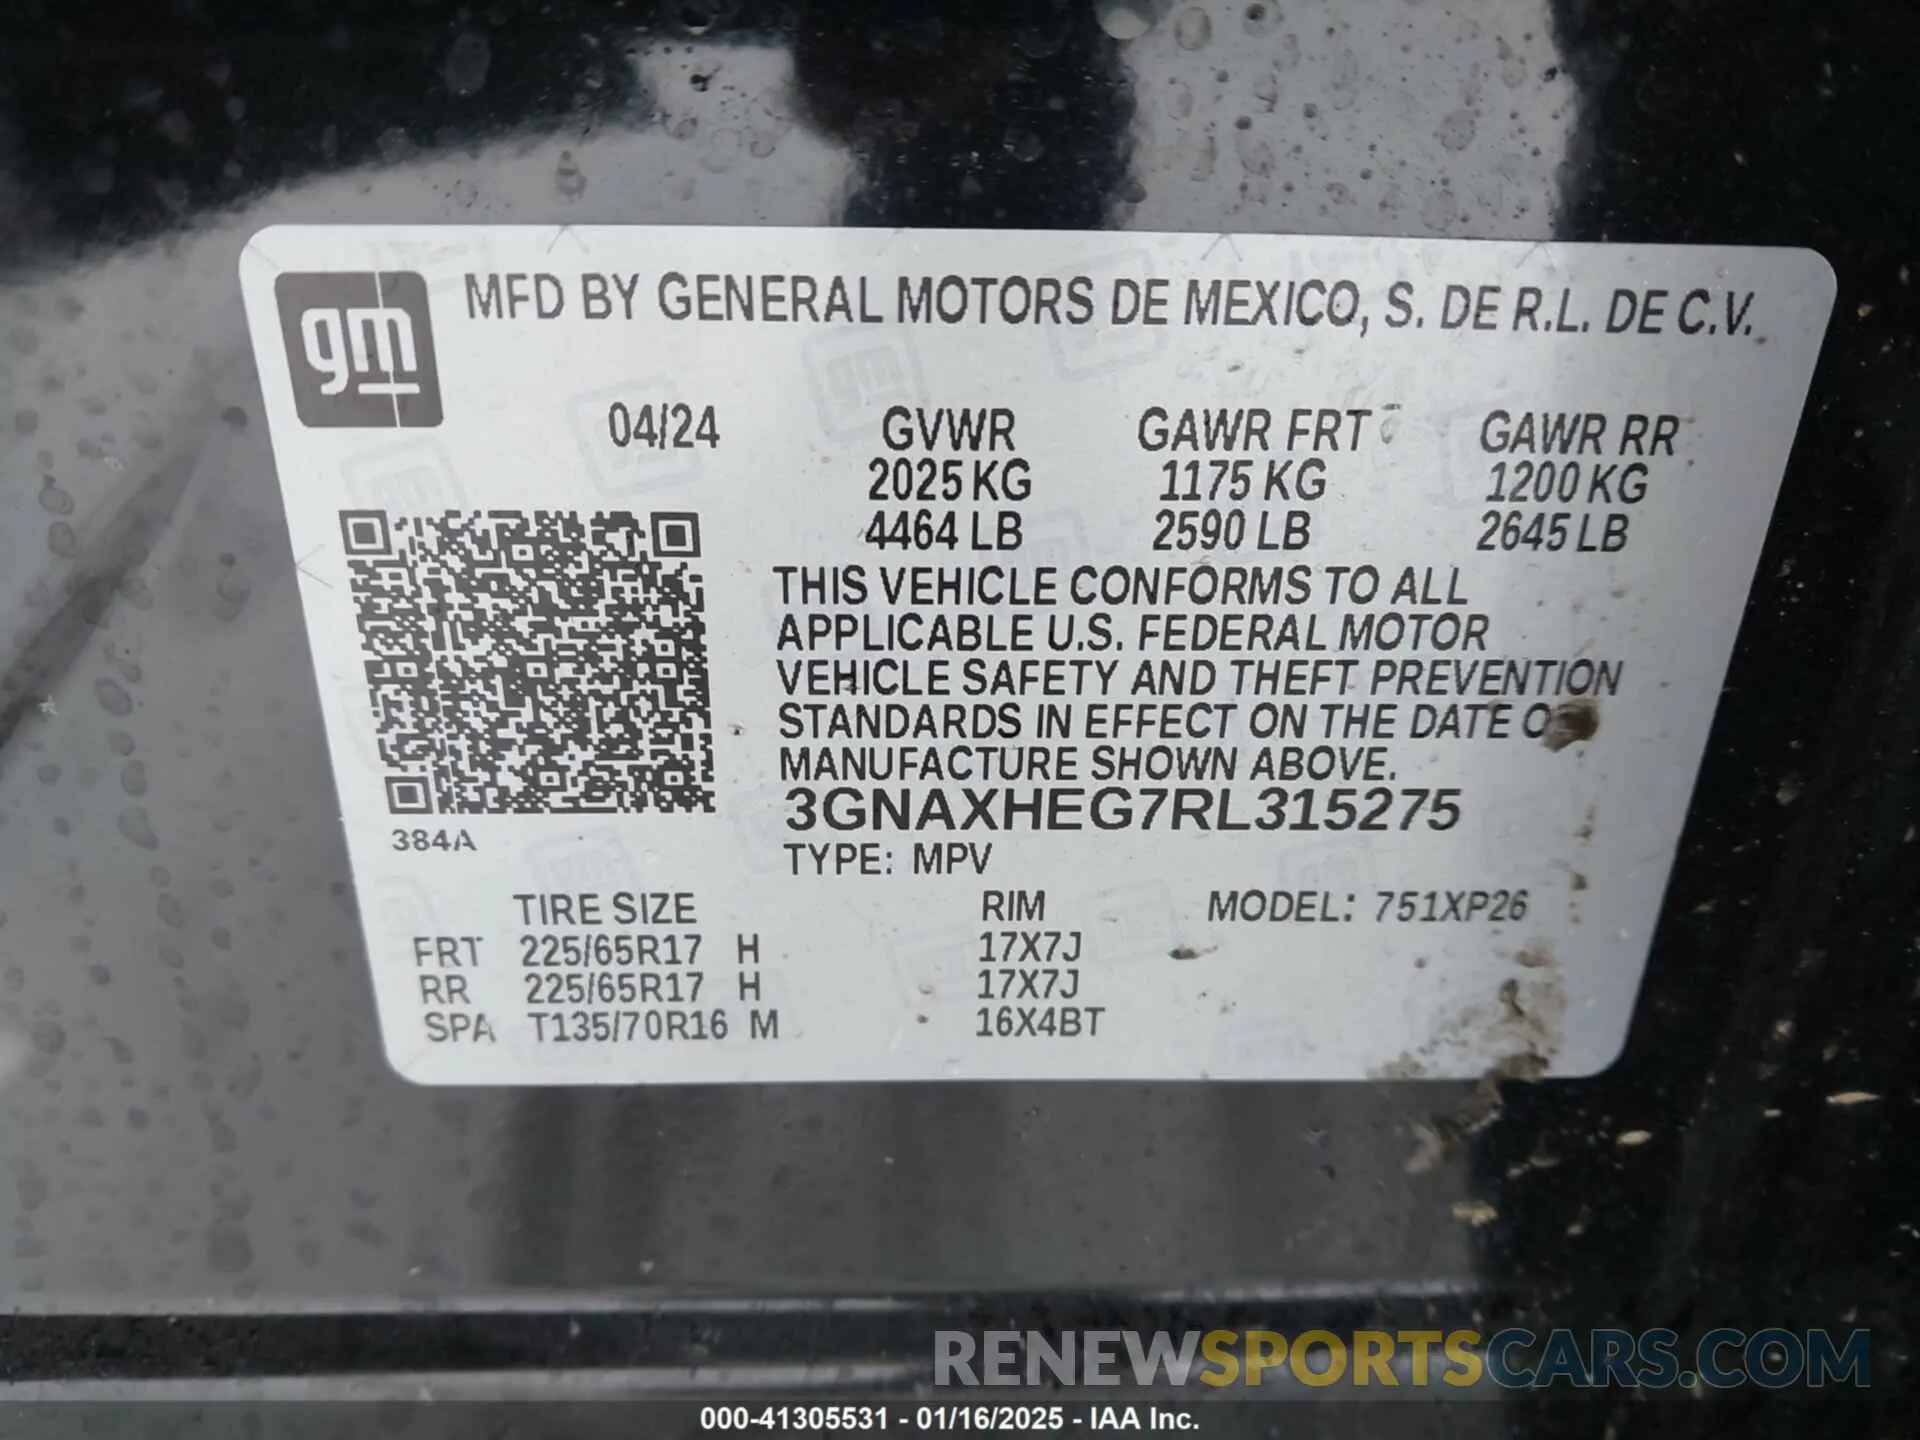 gm
MFD BY GENERAL MOTORS DE MEXICO, S. DE R.L. DE C.V.
04/24 GVWR GAWR FRT GAWR RR
2025 KG 1175 KG 1200 KG
4464 LB 2590 LB 2645 LB
THIS VEHICLE CONFORMS TO ALL
APPLICABLE U.S. FEDERAL MOTOR
VEHICLE SAFETY AND THEFT PREVENTION
STANDARDS IN EFFECT ON THE DATE
MANUFACTURE SHOWN ABOVE.
3GNAXHEG7RL315275
384A
TYPE: MPV
TIRE SIZE RIM MODEL: 751XP26
FRT 225/65R17 H 17X7J
RR 225/65R17 H 17X7J
SPA T135/70R16 M 16X4BT
RENEWSPORTSCARS.COM
000-41305531 - 01/16/2025 - IAA Inc.